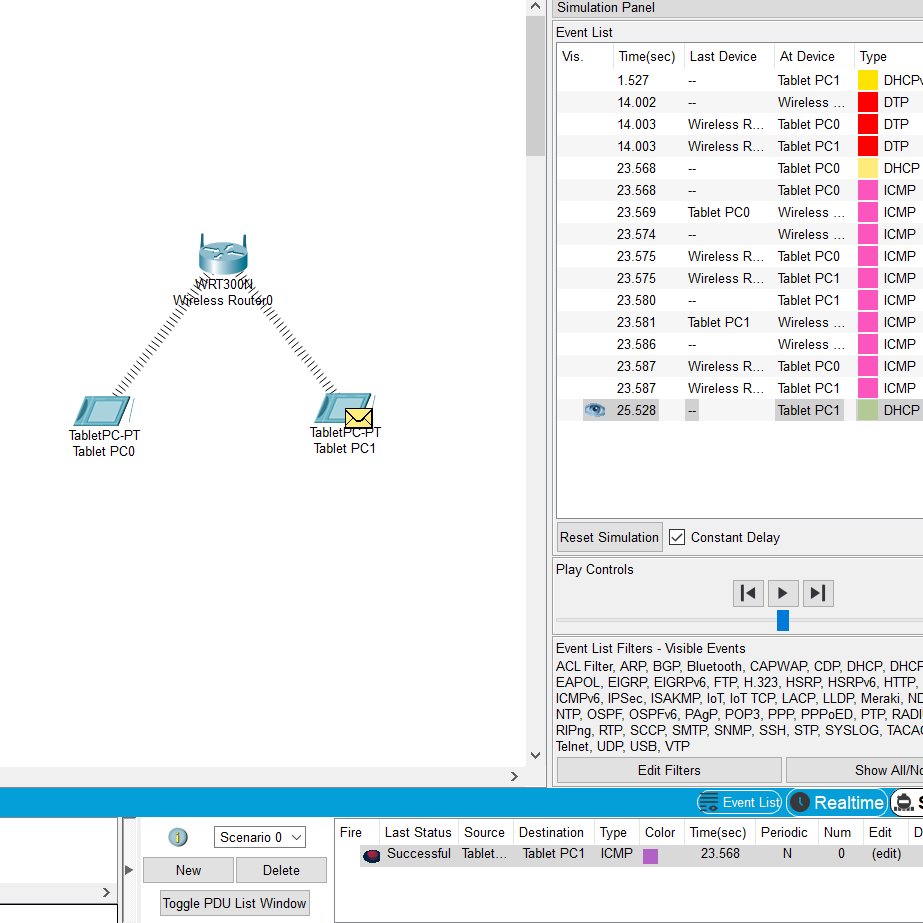 Simulation Panel
Event List
Vis. Time(sec) Last Device At Device Type
1.527 -- Tablet PC1 DHCPv
14.002 -- Wireless ... DTP
14.003 Wireless R... Tablet PC0 DTP
14.003 Wireless R... Tablet PC1 DTP
23.568 -- Tablet PC0 DHCP
23.568 -- Tablet PC0 ICMP
23.569 Tablet PC0 Wireless ... ICMP
23.574 -- Wireless ... ICMP
23.575 Wireless R... Tablet PC0 ICMP
23.575 Wireless R... Tablet PC1 ICMP
23.580 -- Tablet PC1 ICMP
23.581 Tablet PC1 Wireless ... ICMP
23.586 -- Wireless ... ICMP
23.587 Wireless R... Tablet PC0 ICMP
23.587 Wireless R... Tablet PC1 ICMP
25.528 -- Tablet PC1 DHCP
WRT300N
Wireless Router0
TabletPC-PT
Tablet PC0
TabletPC-PT
Tablet PC1
Reset Simulation Constant Delay
Play Controls
Event List Filters - Visible Events
ACL Filter, ARP, BGP, Bluetooth, CAPWAP, CDP, DHCP, DHCP
EAPOL, EIGRP, EIGRPv6, FTP, H.323, HSRP, HSRPv6, HTTP,
ICMPv6, IPSec, ISAKMP, IoT, IoT TCP, LACP, LLDP, Meraki, ND
NTP, OSPF, OSPFv6, PAgP, POP3, PPP, PPPoED, PTP, RADI
RIPng, RTP, SCCP, SMTP, SNMP, SSH, STP, SYSLOG, TACAC
Telnet, UDP, USB, VTP
Edit Filters Show All/No
Event List Realtime S
Scenario 0
New Delete
Toggle PDU List Window
Fire Last Status Source Destination Type Color Time(sec) Periodic Num Edit D
Successful Tablet... Tablet PC1 ICMP 23.568 N 0 (edit)